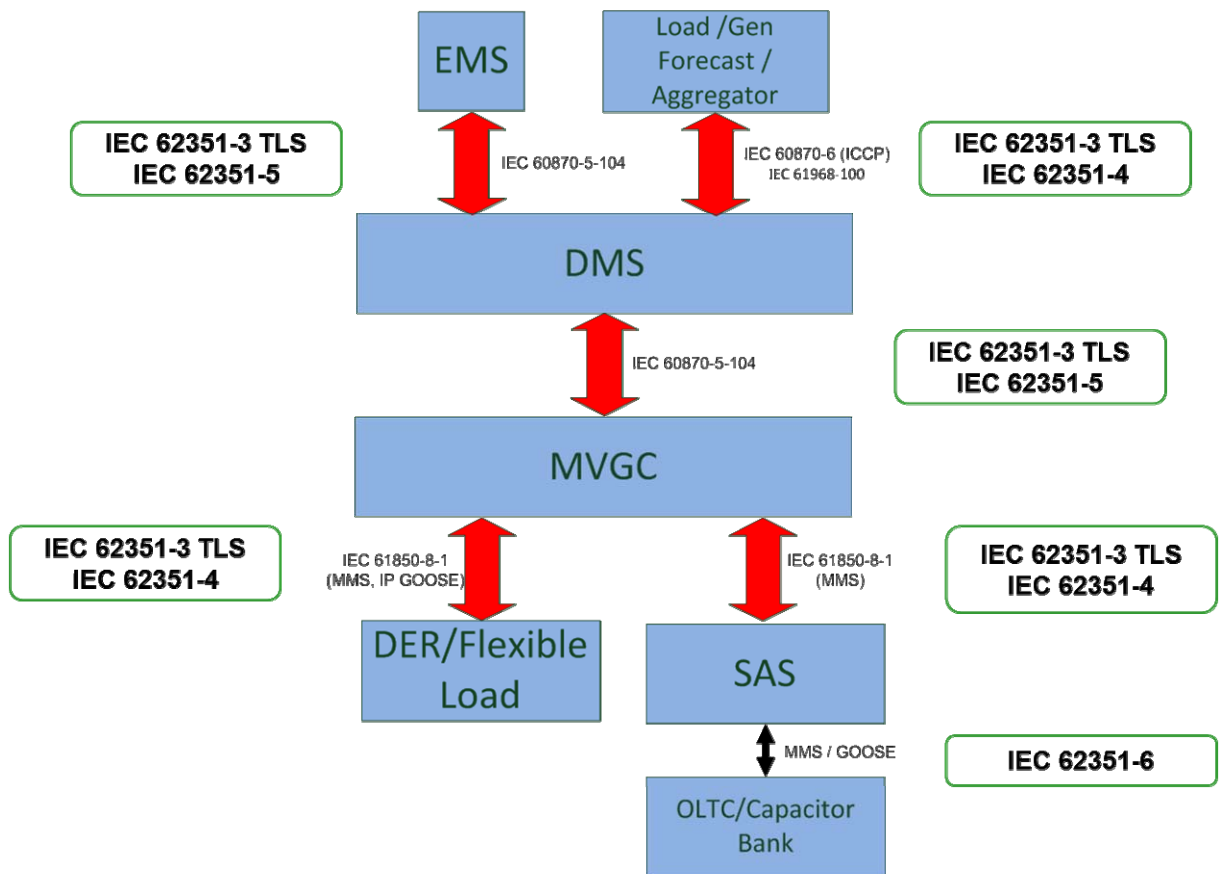 EMS
Load /Gen
Forecast /
Aggregator
IEC 62351-3 TLS
IEC 62351-5
IEC 60870-5-104
IEC 60870-6 (ICCP)
IEC 61968-100
IEC 62351-3 TLS
IEC 62351-4
DMS
IEC 60870-5-104
IEC 62351-3 TLS
IEC 62351-5
MVGC
IEC 62351-3 TLS
IEC 62351-4
IEC 61850-8-1
(MMS, IP GOOSE)
IEC 61850-8-1
(MMS)
IEC 62351-3 TLS
IEC 62351-4
DER/Flexible
Load
SAS
MMS / GOOSE
IEC 62351-6
OLTC/Capacitor
Bank